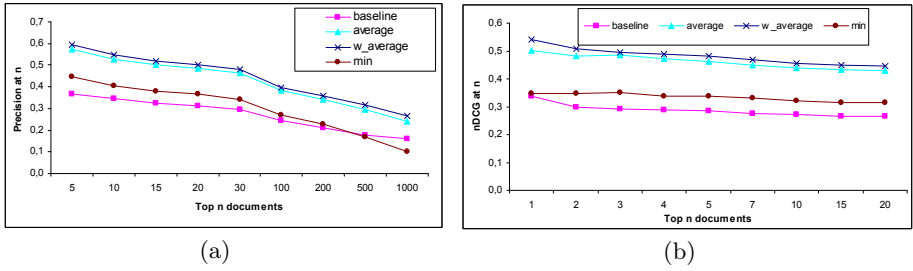 baseline
average
w_average
min
Precision at n
0,7
0,6
0,5
0,4
0,3
0,2
0,1
0,0
5 10 15 20 30 100 200 500 1000
Top n documents
(a)
baseline average w_average min
nDCG at n
0,6
0,5
0,4
0,3
0,2
0,1
0,0
1 2 3 4 5 7 10 15 20
Top n documents
(b)